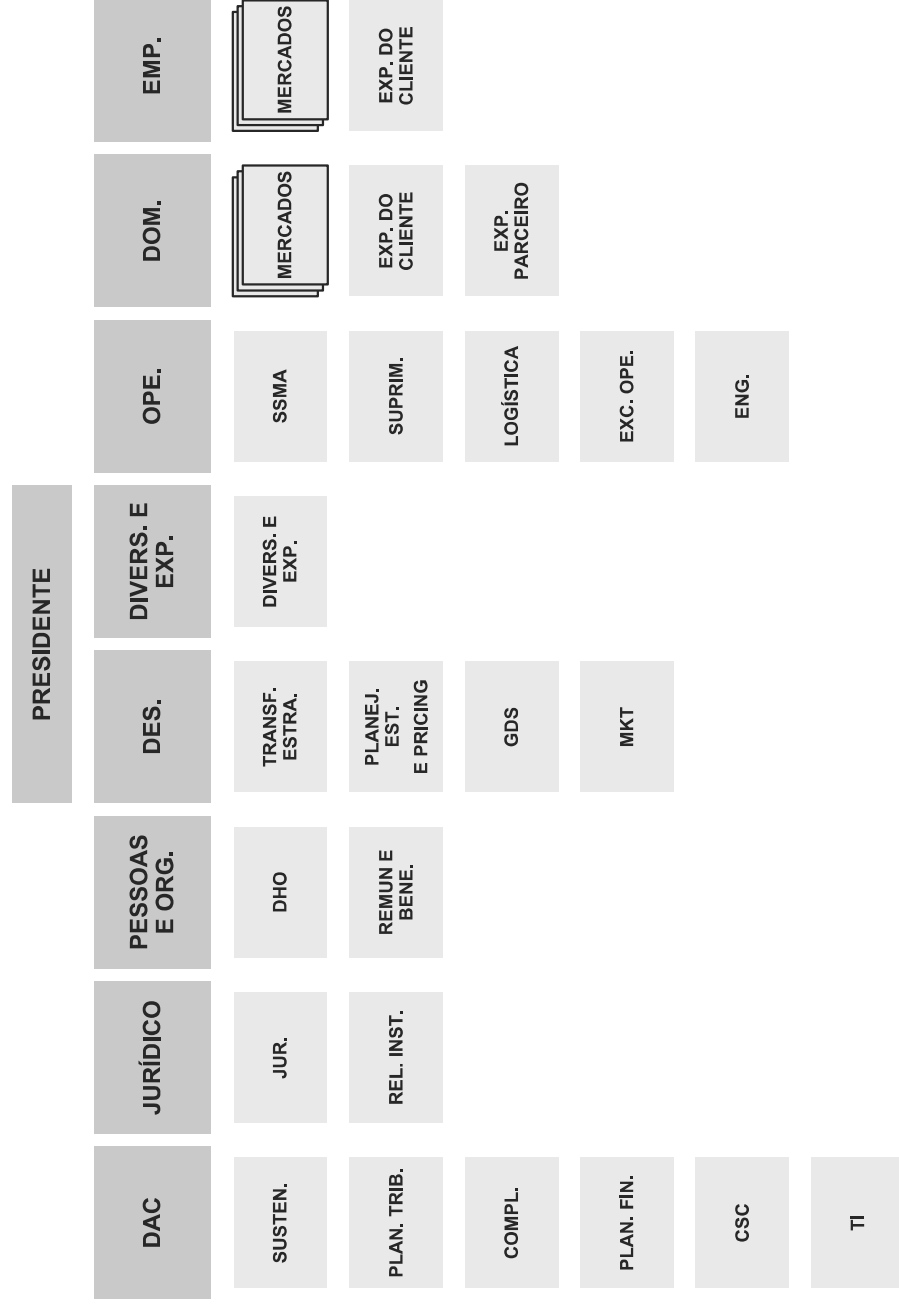 PRESIDENTE
DAC
SUSTEN.
PLAN. TRIB.
COMPL.
PLAN. FIN.
CSC
TI
JURÍDICO
JUR.
REL. INST.
PESSOAS
E ORG.
DHO
REMUN E
BENE.
DES.
TRANSF.
ESTRA.
PLANEJ.
EST.
E PRICING
GDS
MKT
DIVERS. E
EXP.
DIVERS. E
EXP.
OPE.
SSMA
SUPRIM.
LOGÍSTICA
EXC. OPE.
ENG.
DOM.
MERCADOS
EXP. DO
CLIENTE
EXP.
PARCEIRO
EMP.
MERCADOS
EXP. DO
CLIENTE